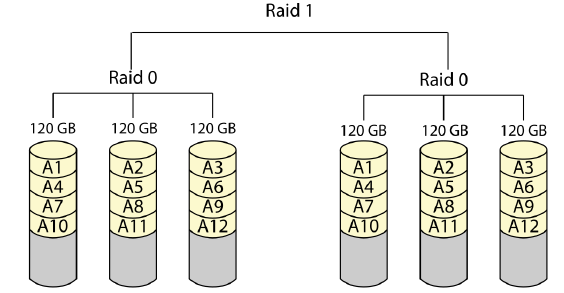 Raid 1
Raid 0
Raid 0
120 GB 120 GB 120 GB
120 GB 120 GB 120 GB
A1 A2 A3
A4 A5 A6
A7 A8 A9
A10 A11 A12
A1 A2 A3
A4 A5 A6
A7 A8 A9
A10 A11 A12